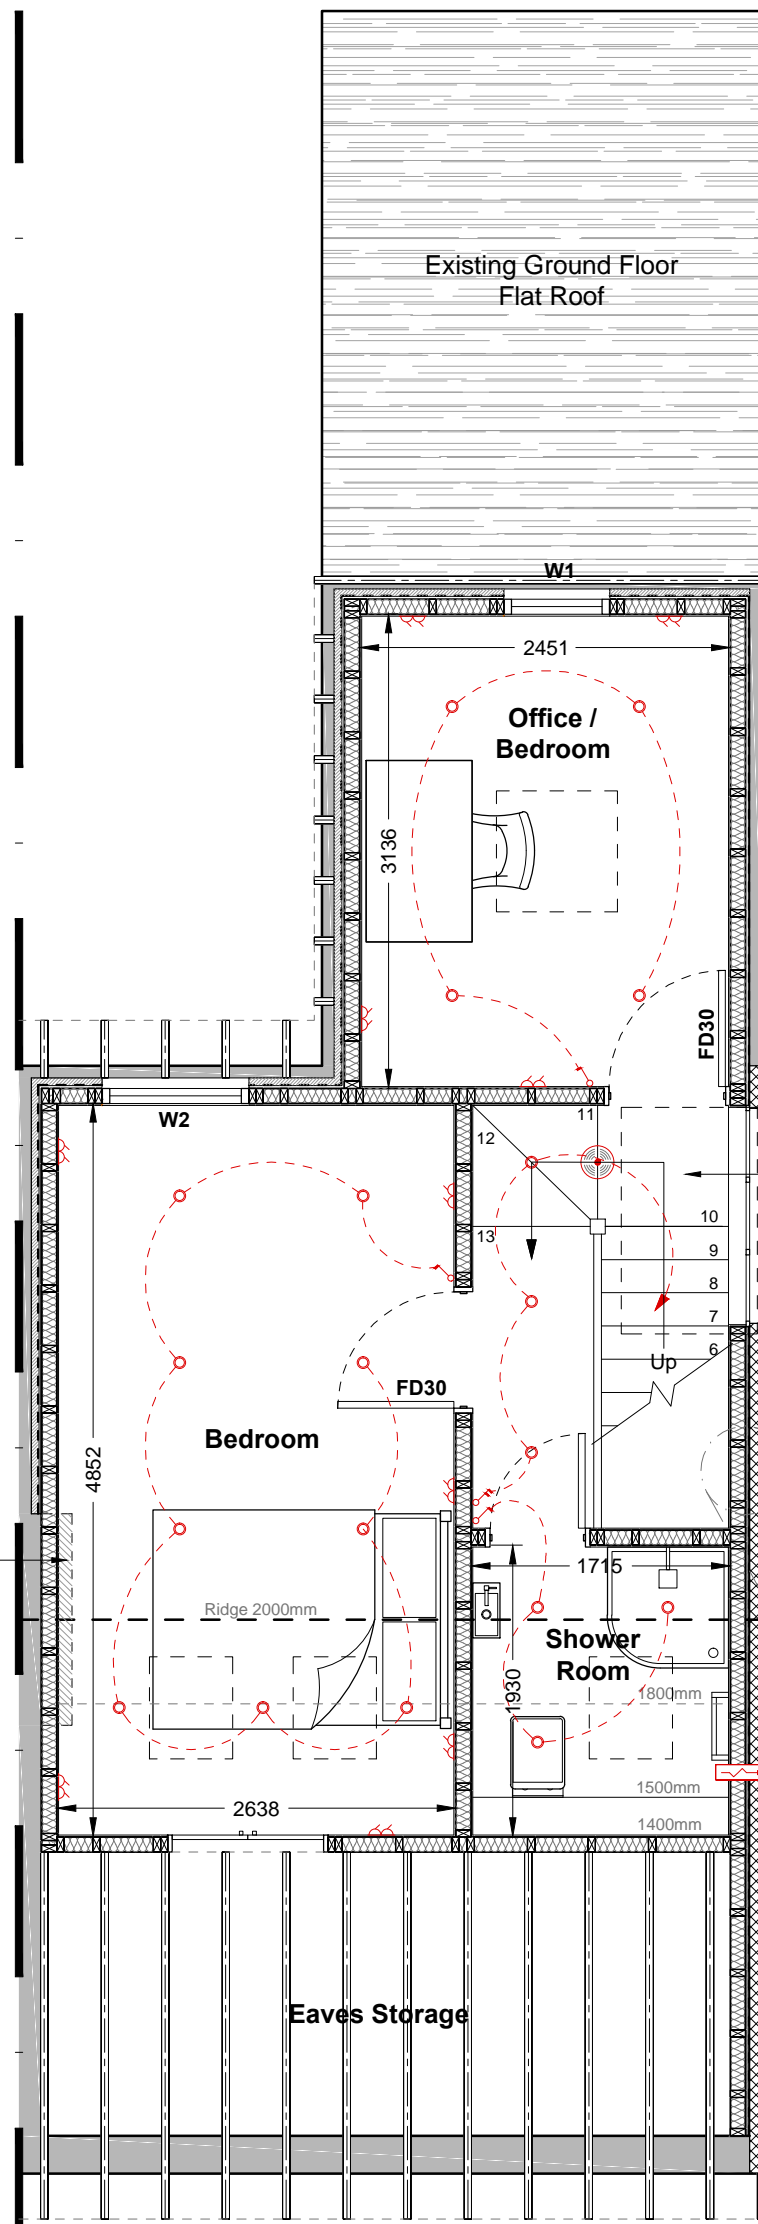 Existing Ground Floor
Flat Roof
W1
2451
Office /
Bedroom
3136
FD30
W2
11
12
13
10
9
8
7
6
Up
FD30
Bedroom
4852
1715
Ridge 2000mm
Shower
Room
1930
1800mm
1500mm
2638
1400mm
Eaves Storage